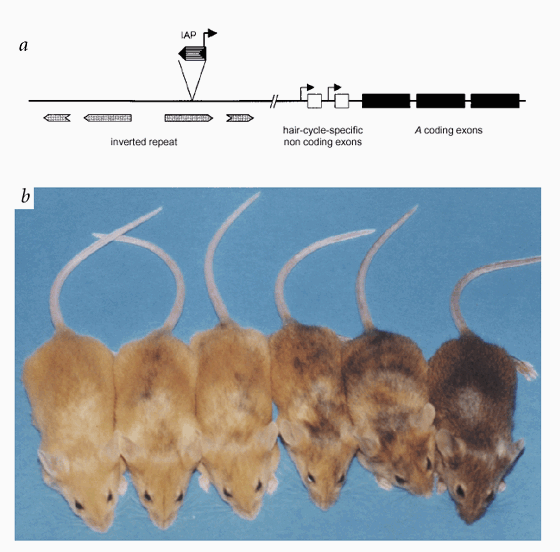 a
IAP
inverted repeat
hair-cycle-specific
non coding exons
A coding exons
b